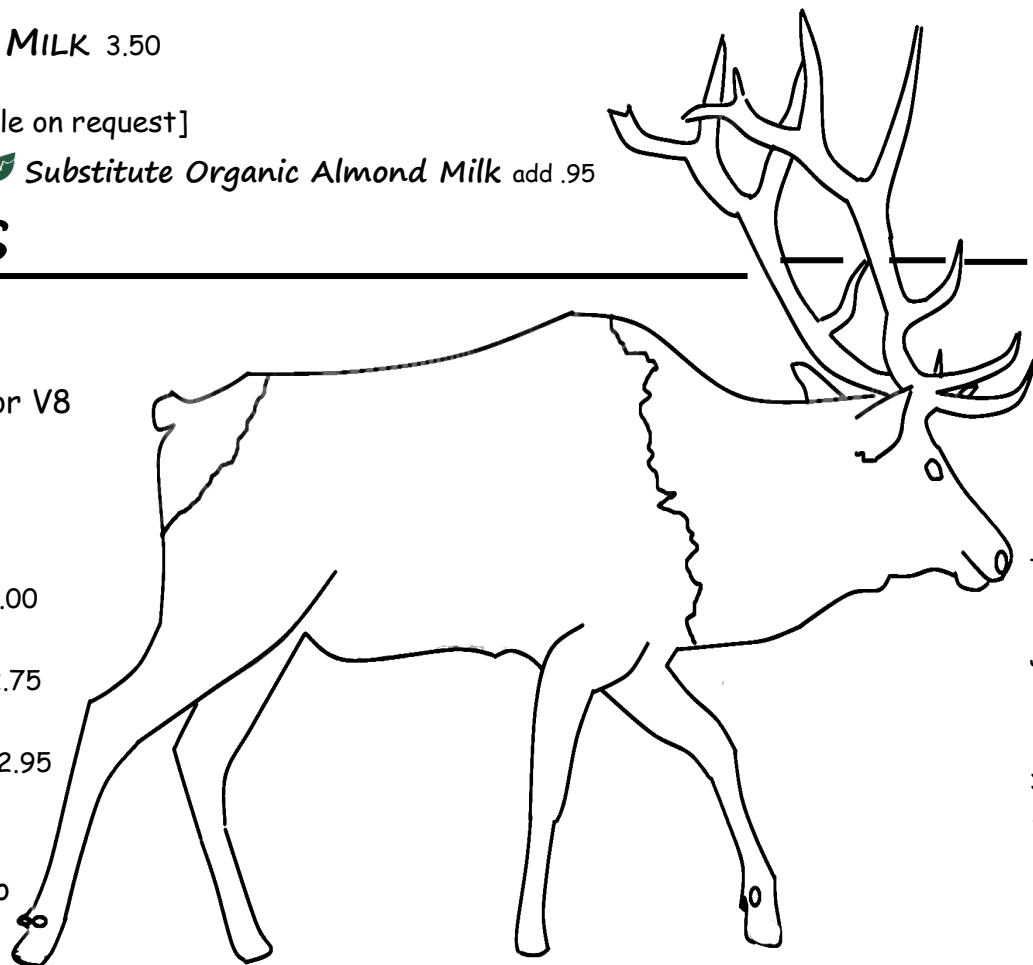 MILK 3.50
le on request]
Substitute Organic Almond Milk add .95
S
or V8
.00
.75
2.95